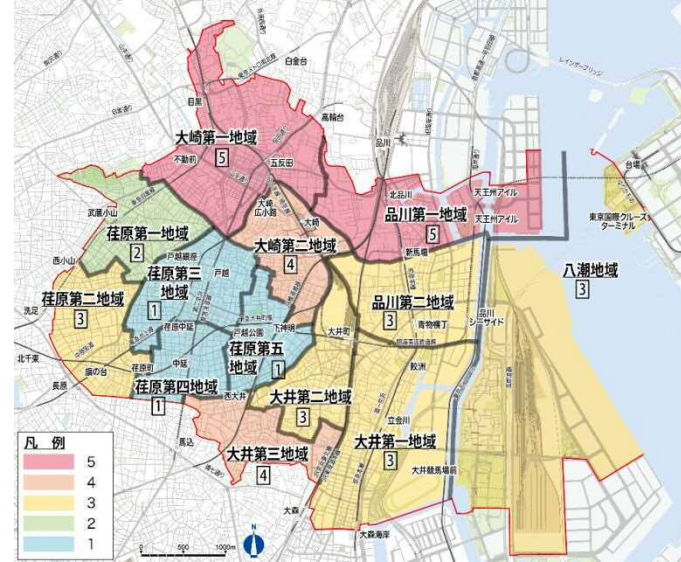 白金台
目黒
高輪台
大崎第一地域
5
不動前
五反田
品川
レインボーブリッジ
台場
武蔵小山
大崎
広小路
大崎
北品川
天王州アイル
品川第一地域
天王州アイル
5
東京国際クルーズ
ターミナル
荏原第一地域
2
大崎第二地域
4
新馬場
西小山
戸越銀座
荏原第三
地域
1
戸越
八潮地域
3
荏原第二地域
3
洗足
品川第二地域
3
下神明
大井町
青物横丁
品川
シーサイド
荏原中延
戸越公園
北千束
荏原第五
地域
1
鮫洲
旗の台
荏原町
中延
長原
荏原第四地域
1
西大井
大井第二地域
3
立会川
馬込
大井第三地域
4
大井第一地域
3
大井競馬場前
凡 例
5
4
3
2
1
大森
大森海岸
N
0
500
1000m